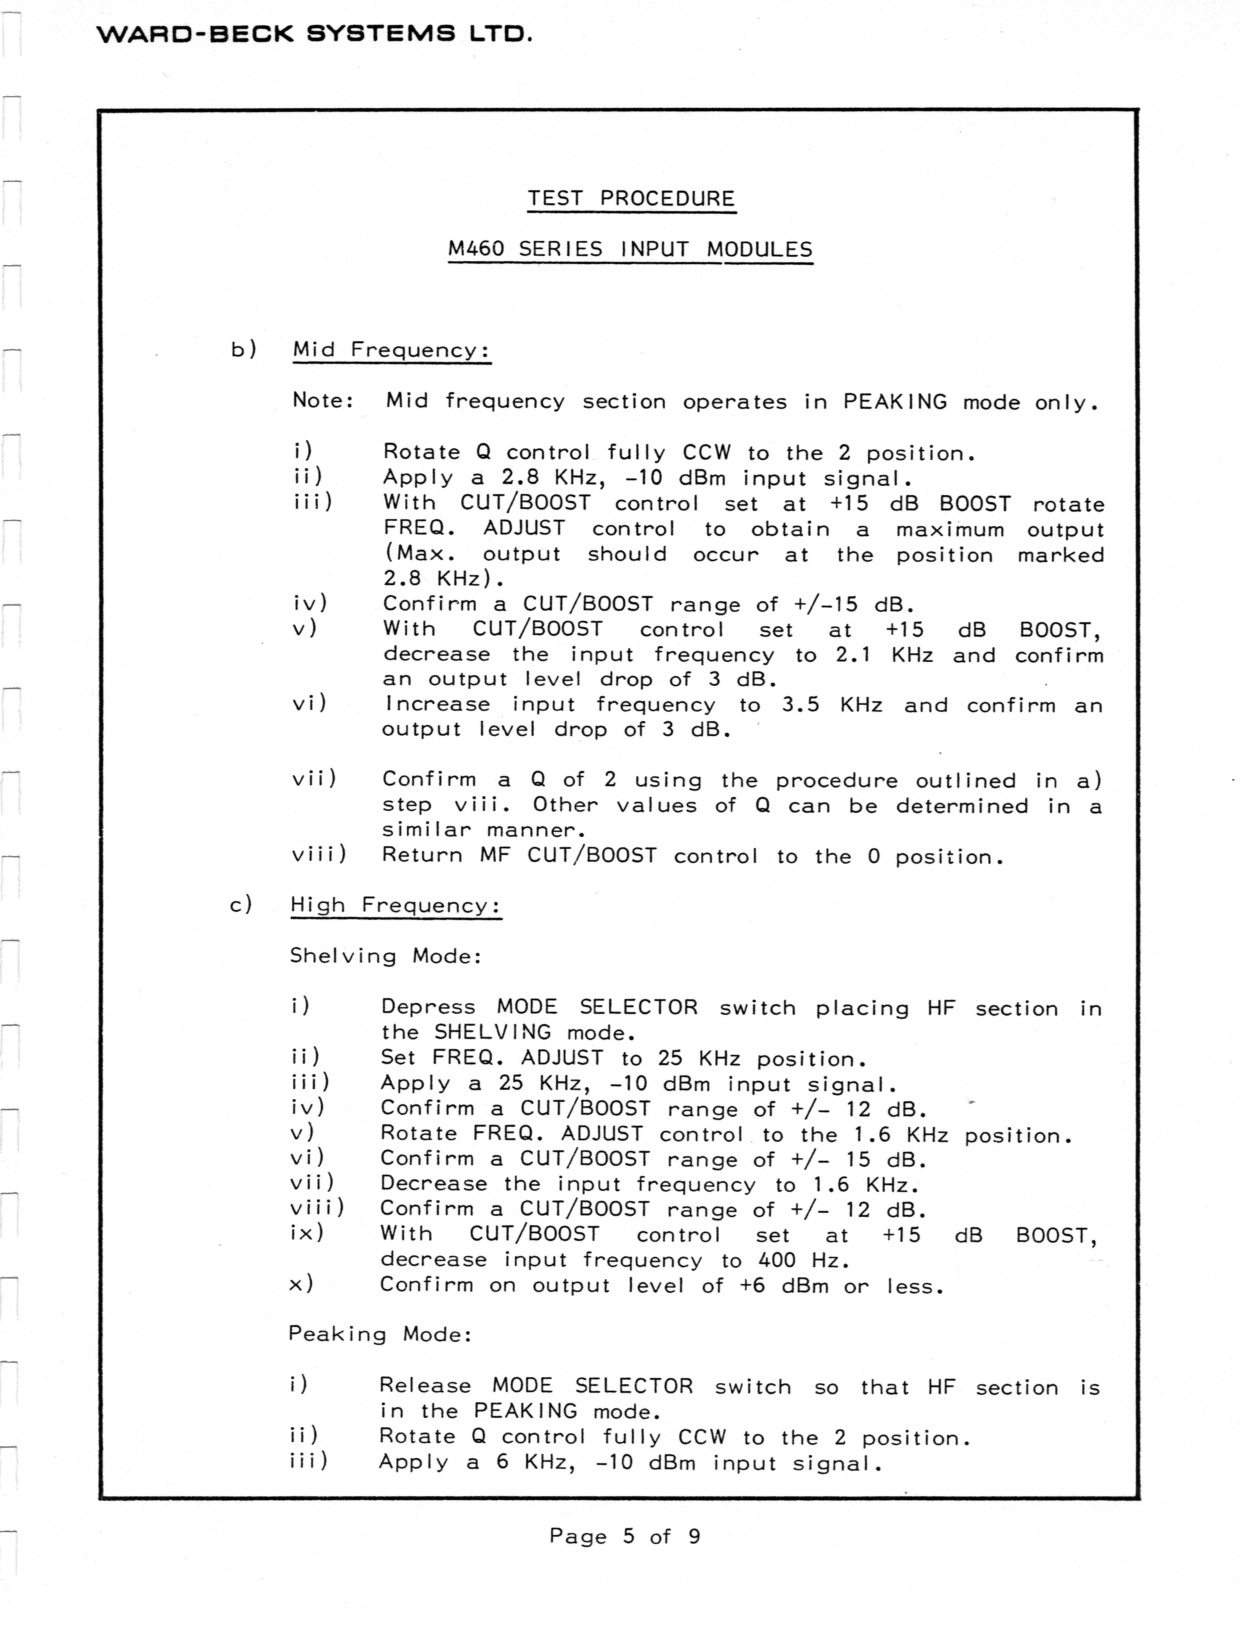 WARD-BECK SYSTEMS LTD.
TEST PROCEDURE
M460 SERIES INPUT MODULES
b) Mid Frequency:
Note: Mid frequency section operates in PEAKING mode only.
i) Rotate Q control fully CCW to the 2 position.
ii) Apply a 2.8 KHz, -10 dBm input signal.
iii) With CUT/BOOST control set at +15 dB BOOST rotate
FREQ. ADJUST control to obtain a maximum output
(Max. output should occur at the position marked
2.8 KHz).
iv) Confirm a CUT/BOOST range of +/-15 dB.
v) With CUT/BOOST control set at +15 dB BOOST,
decrease the input frequency to 2.1 KHz and confirm
an output level drop of 3 dB.
vi) Increase input frequency to 3.5 KHz and confirm an
output level drop of 3 dB.
vii) Confirm a Q of 2 using the procedure outlined in a)
step viii. Other values of Q can be determined in a
similar manner.
viii) Return MF CUT/BOOST control to the 0 position.
c) High Frequency:
Shelving Mode:
i) Depress MODE SELECTOR switch placing HF section in
the SHELVING mode.
ii) Set FREQ. ADJUST to 25 KHz position.
iii) Apply a 25 KHz, -10 dBm input signal.
iv) Confirm a CUT/BOOST range of +/- 12 dB.
v) Rotate FREQ. ADJUST control to the 1.6 KHz position.
vi) Confirm a CUT/BOOST range of +/- 15 dB.
vii) Decrease the input frequency to 1.6 KHz.
viii) Confirm a CUT/BOOST range of +/- 12 dB.
ix) With CUT/BOOST control set at +15 dB BOOST,
decrease input frequency to 400 Hz.
x) Confirm on output level of +6 dBm or less.
Peaking Mode:
i) Release MODE SELECTOR switch so that HF section is
in the PEAKING mode.
ii) Rotate Q control fully CCW to the 2 position.
iii) Apply a 6 KHz, -10 dBm input signal.
Page 5 of 9